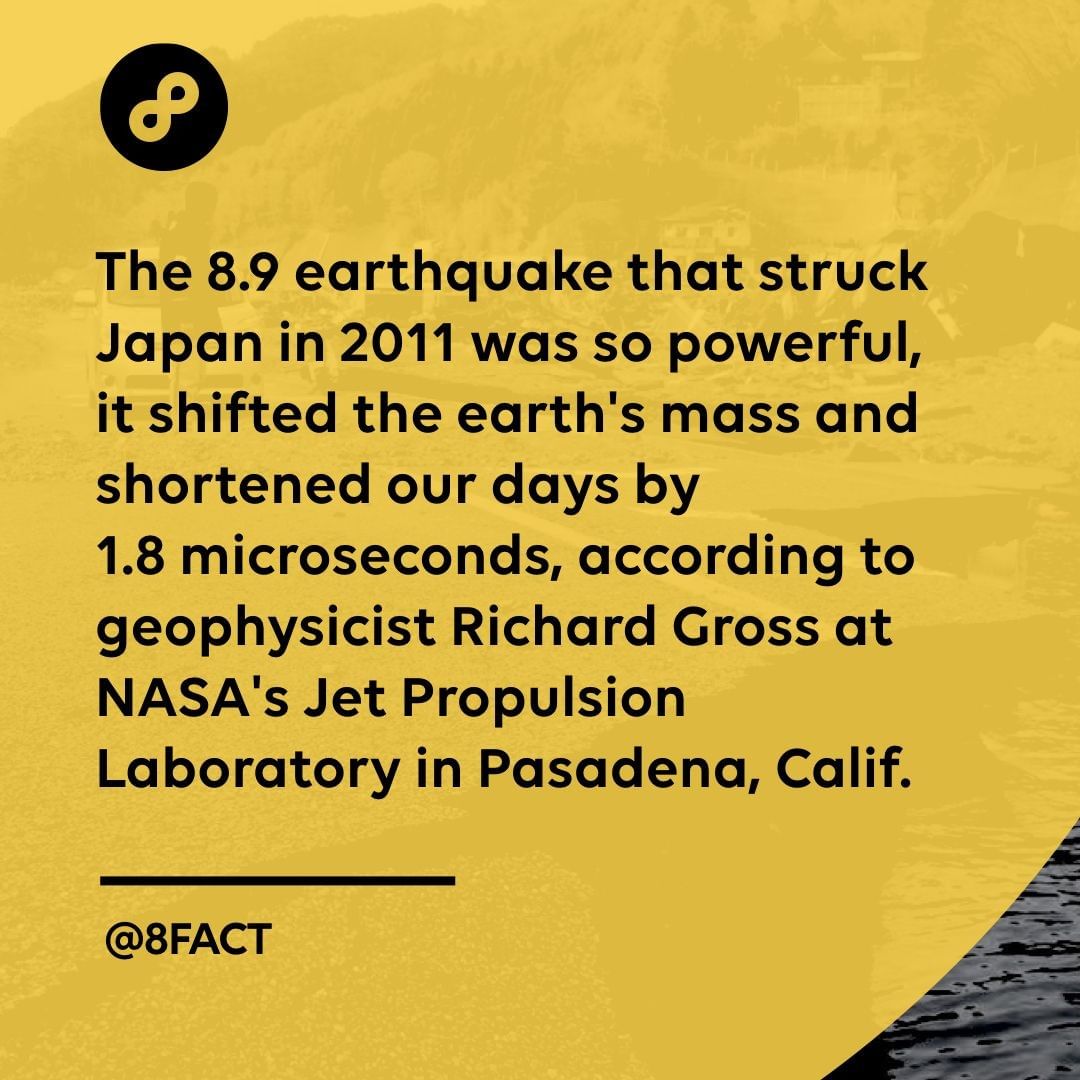 The 8.9 earthquake that struck
Japan in 2011 was so powerful,
it shifted the earth's mass and
shortened our days by
1.8 microseconds, according to
geophysicist Richard Gross at
NASA's Jet Propulsion
Laboratory in Pasadena, Calif.
@8FACT